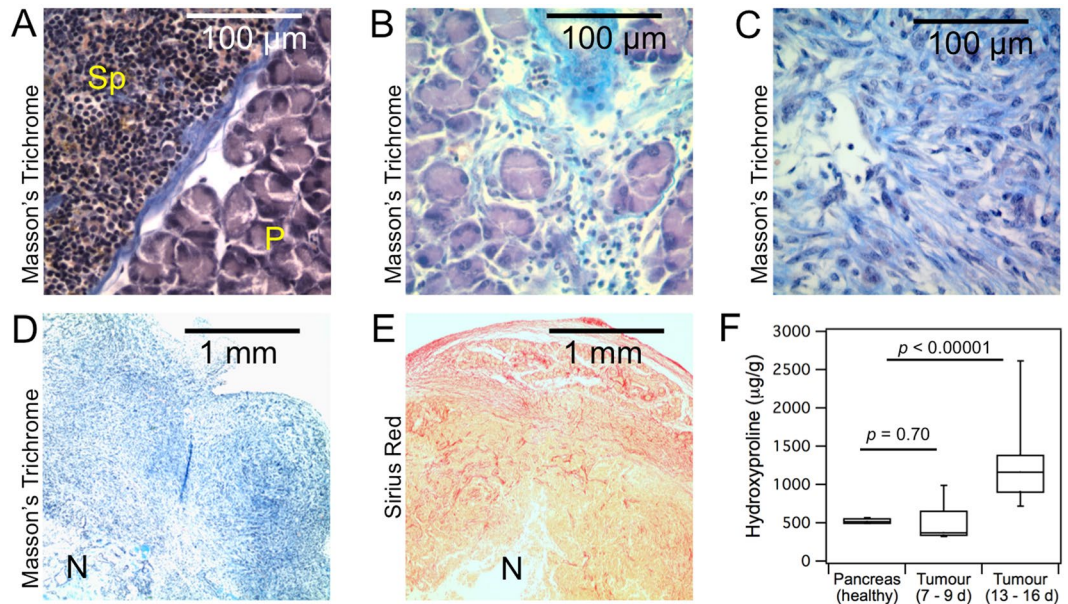 A
Masson's Trichrome
100 µm
Sp
P
B
Masson's Trichrome
100 µm
C
Masson's Trichrome
100 µm
D
Masson's Trichrome
1 mm
N
E
Sirius Red
1 mm
N
F
Hydroxyproline (µg/g)
3000
2500
2000
1500
1000
500
0
p < 0.00001
p = 0.70
Pancreas
(healthy)
Tumour
(7 - 9 d)
Tumour
(13 - 16 d)